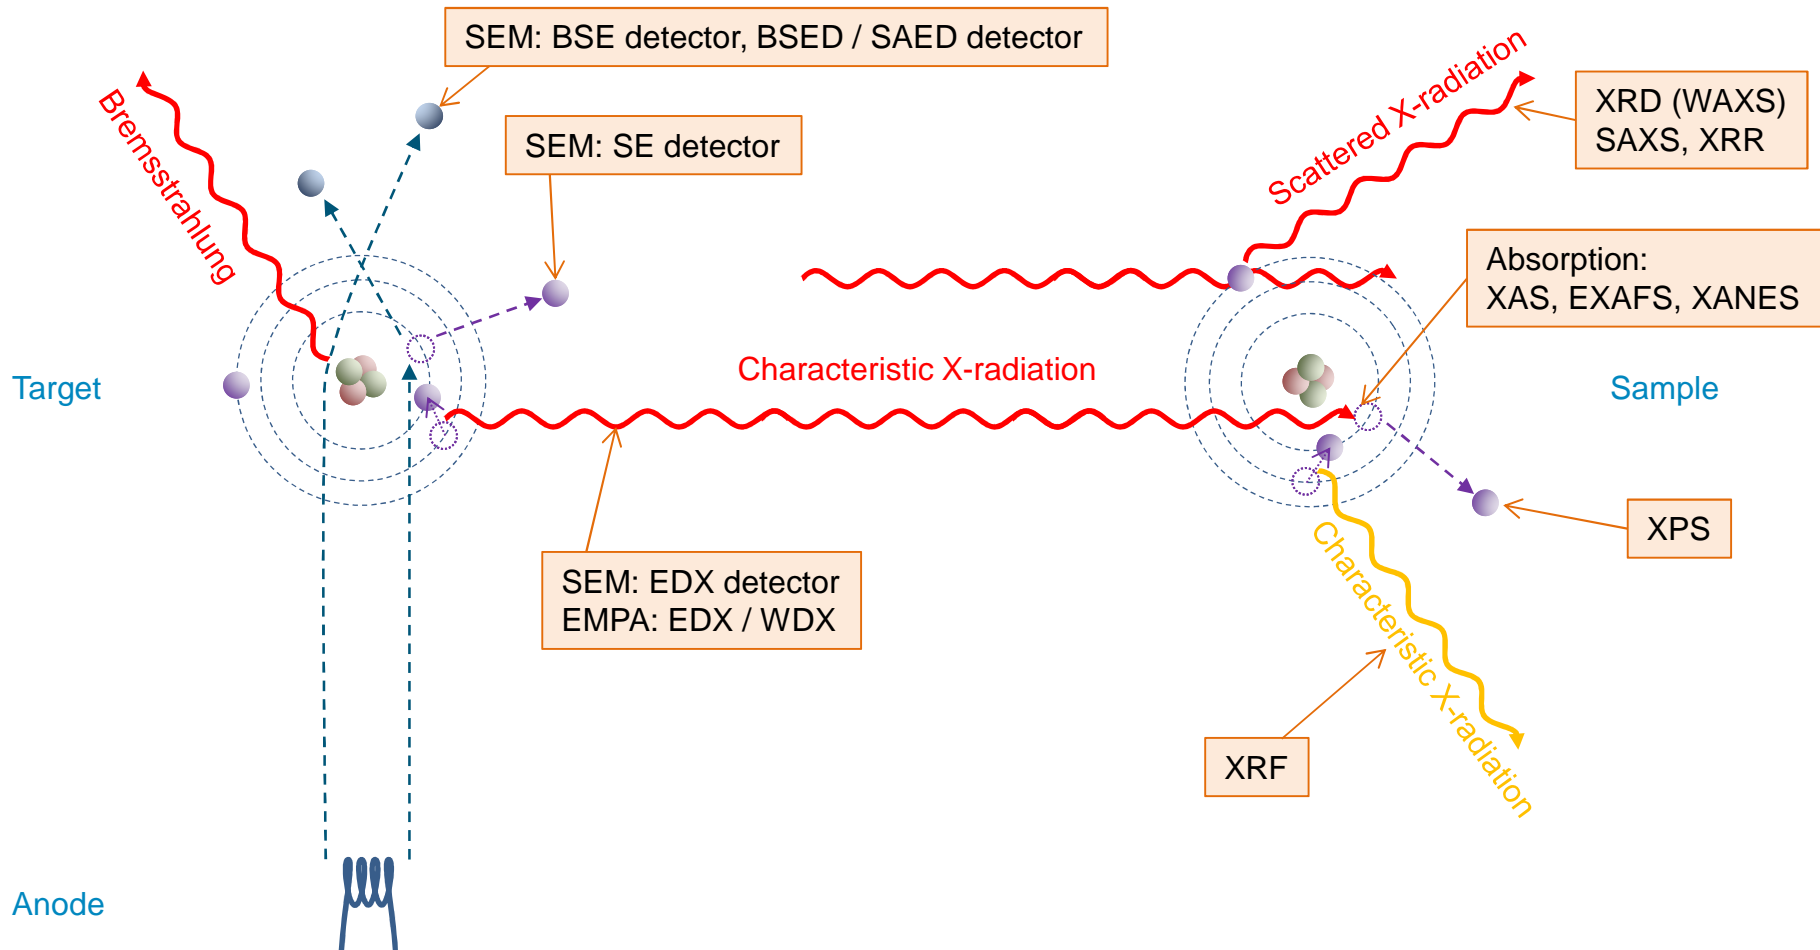 SEM: BSE detector, BSED / SAED detector
Bremsstrahlung
SEM: SE detector
Scattered X-radiation
XRD (WAXS)
SAXS, XRR
Absorption:
XAS, EXAFS, XANES
Characteristic X-radiation
Target
Sample
XPS
SEM: EDX detector
EMPA: EDX / WDX
Characteristic X-radiation
XRF
Anode